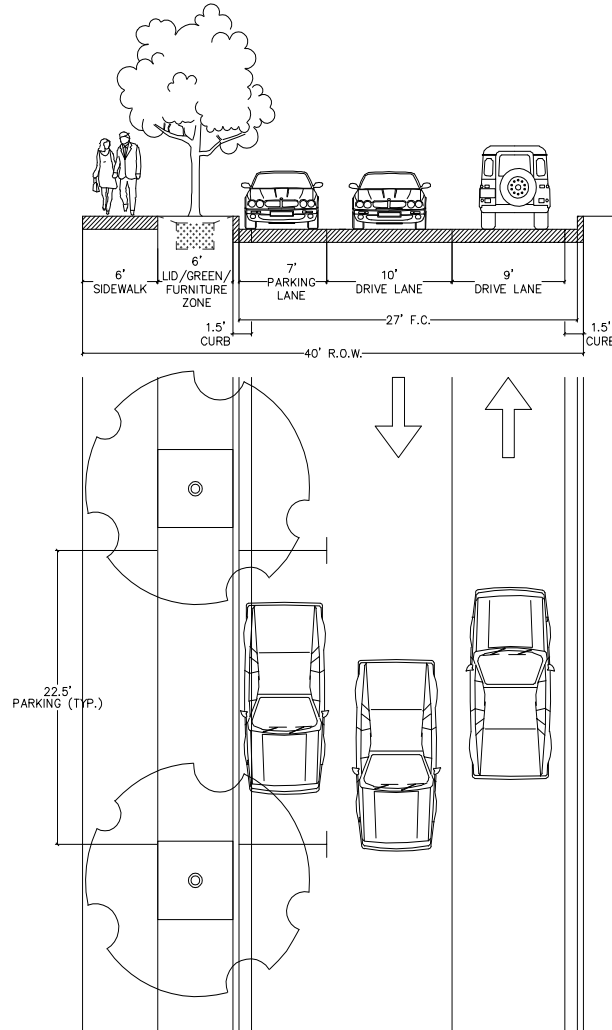 6'
SIDEWALK
6'
LID/GREEN/
FURNITURE
ZONE
7'
PARKING
LANE
10'
DRIVE LANE
9'
DRIVE LANE
27' F.C.
1.5'
CURB
1.5'
CURB
40' R.O.W.
22.5'
PARKING (TYP.)